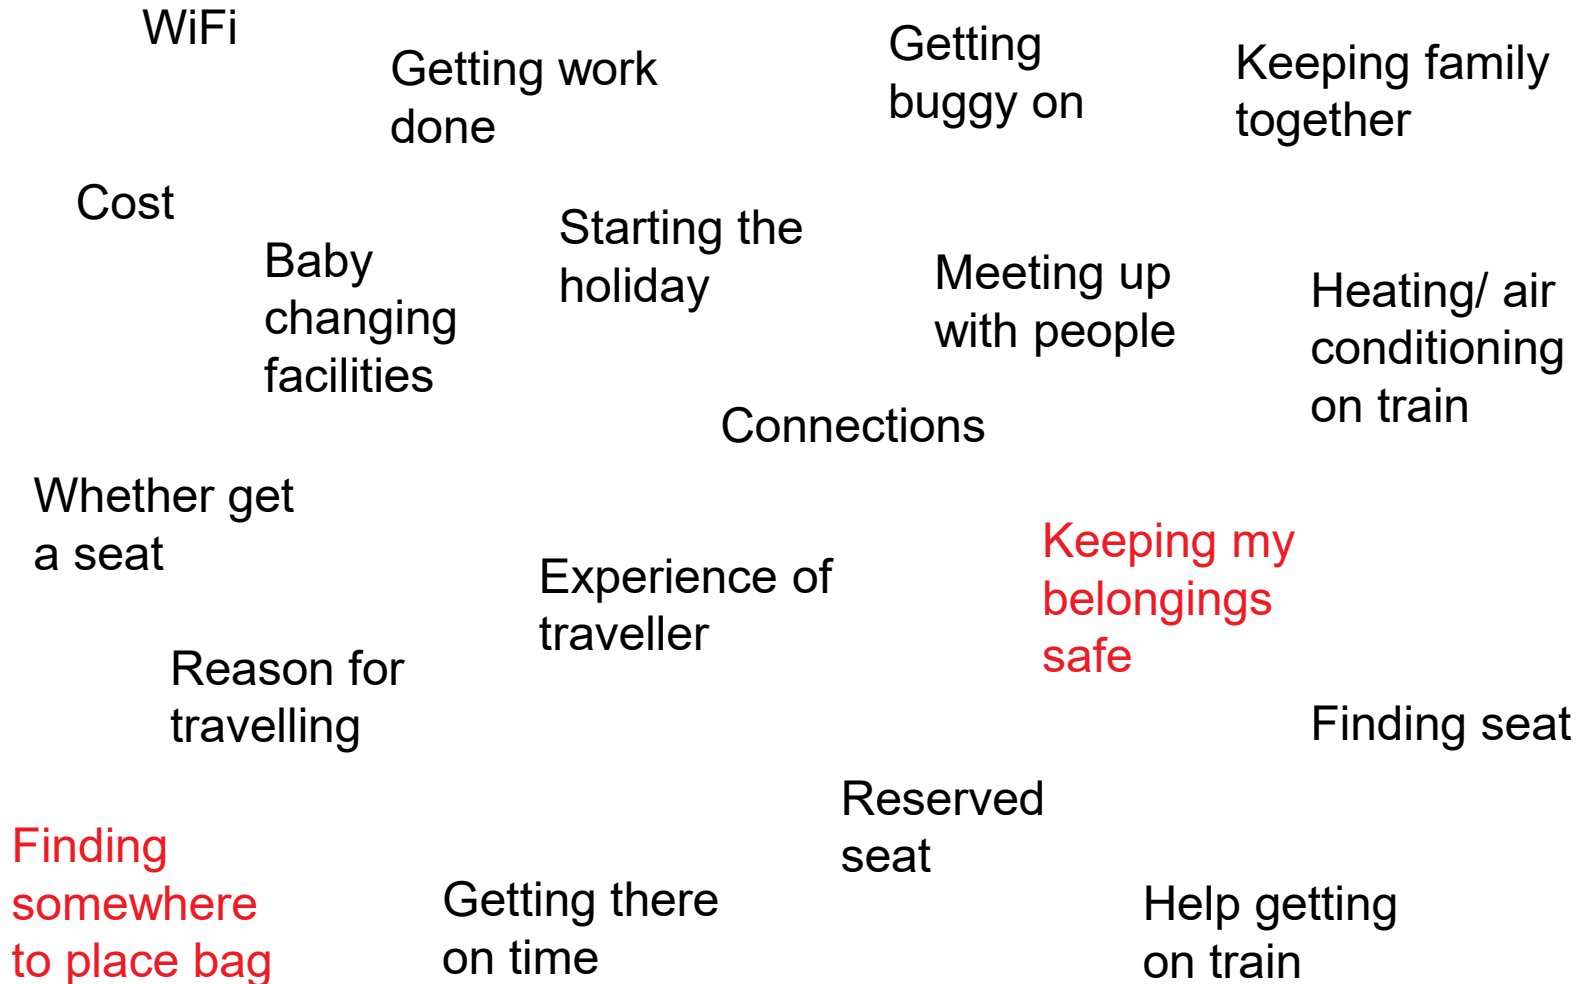 WiFi
Getting work
done
Getting
buggy on
Keeping family
together
Cost
Baby
changing
facilities
Starting the
holiday
Meeting up
with people
Heating/ air
conditioning
on train
Connections
Whether get
a seat
Experience of
traveller
Keeping my
belongings
safe
Reason for
travelling
Finding seat
Reserved
seat
Finding
somewhere
to place bag
Getting there
on time
Help getting
on train